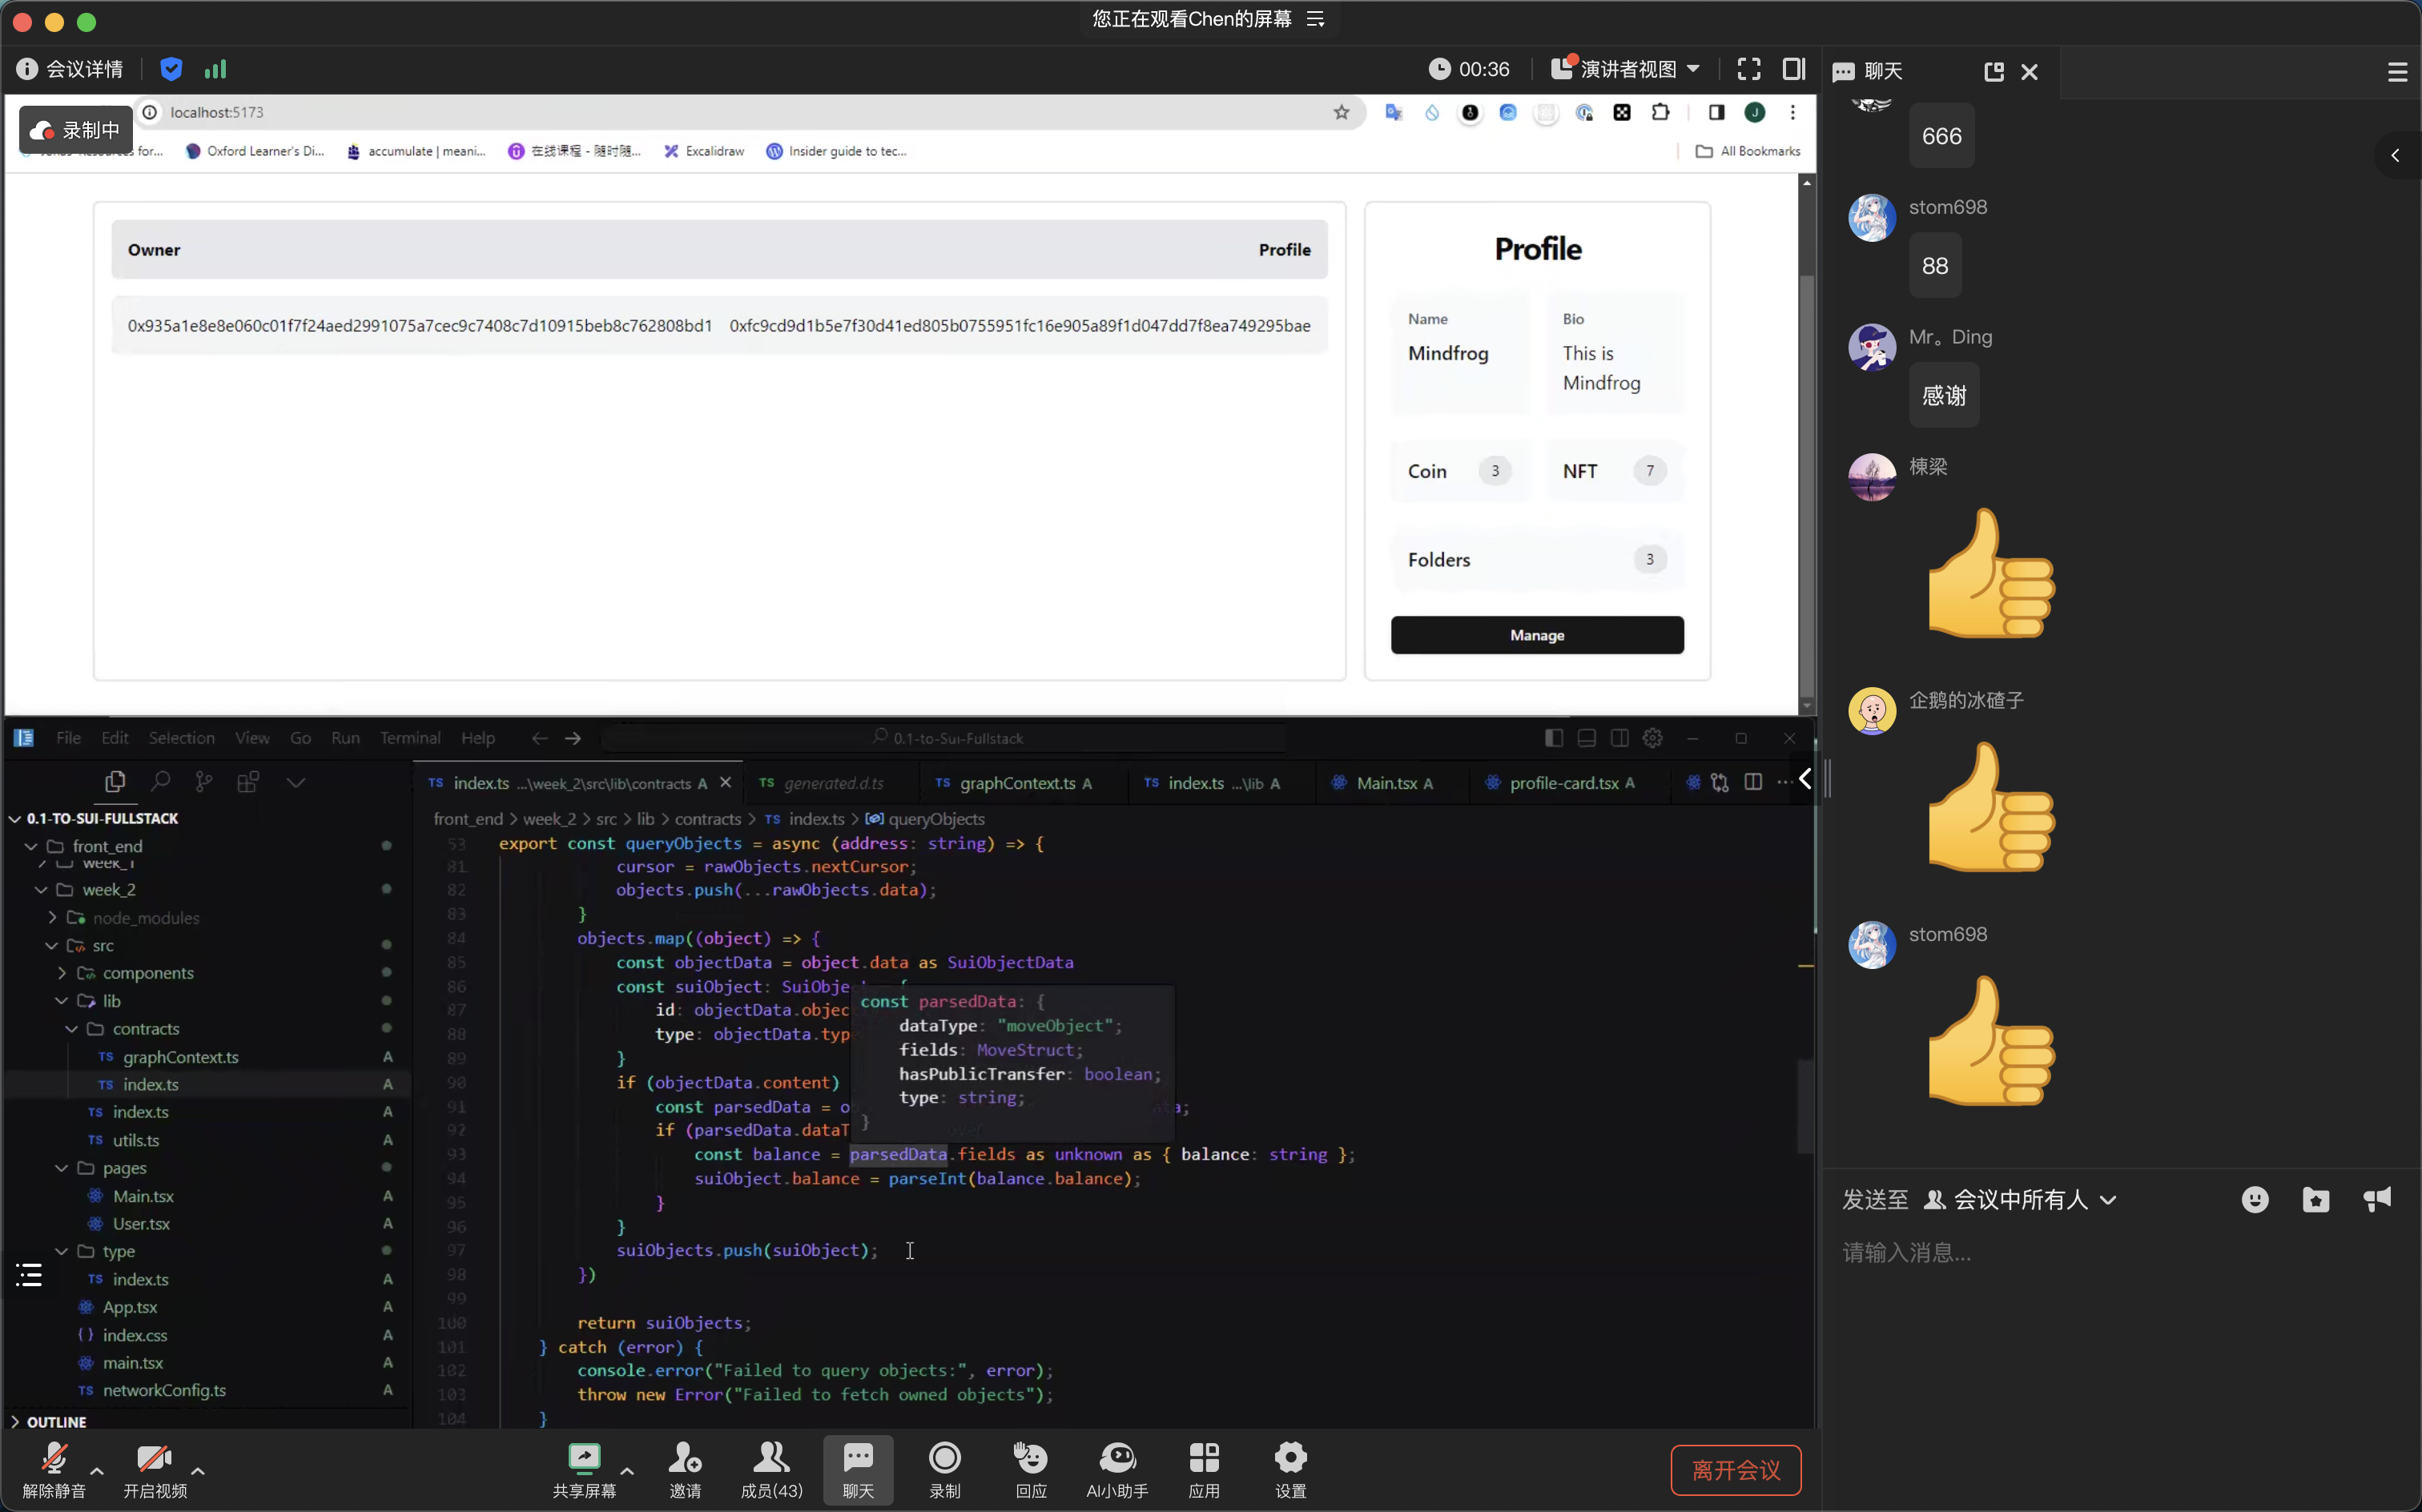 您正在观看Chen的屏幕
会议详情
00:36
演讲者视图
聊天
录制中
localhost:5173
for...
Oxford Learner's Di...
accumulate | meani...
在线课程 - 随时随...
Excalidraw
Insider guide to tec...
All Bookmarks
Owner
Profile
0x935a1e8e8e060c01f7f24aed2991075a7cec9c7408c7d10915beb8c762808bd1
0xfc9cd9d1b5e7f30d41ed805b0755951fc16e905a89f1d047dd7f8ea749295bae
Profile
Name
Mindfrog
Bio
This is
Mindfrog
Coin 3
NFT 7
Folders 3
Manage
File Edit Selection View Go Run Terminal Help
0.1-to-Sui-Fullstack
TS index.ts ...\week_2\src\lib\contracts A
TS generated.d.ts
TS graphContext.ts A
TS index.ts ...\lib A
Main.tsx A
profile-card.tsx A
0.1-TO-SUI-FULLSTACK
front_end
week_1
week_2
node_modules
src
components
lib
contracts
TS graphContext.ts A
TS index.ts A
TS index.ts A
TS utils.ts A
pages
Main.tsx A
User.tsx A
type
TS index.ts A
App.tsx A
index.css A
main.tsx A
TS networkConfig.ts A
OUTLINE
front_end > week_2 > src > lib > contracts > TS index.ts > queryObjects
53 export const queryObjects = async (address: string) => {
81 cursor = rawObjects.nextCursor;
82 objects.push(...rawObjects.data);
83 }
84 objects.map((object) => {
85 const objectData = object.data as SuiObjectData
86 const suiObject: SuiObje
87 id: objectData.objec
88 type: objectData.typ
89 }
90 if (objectData.content)
91 const parsedData = o
92 if (parsedData.dataT
93 const balance = parsedData.fields as unknown as { balance: string };
94 suiObject.balance = parseInt(balance.balance);
95 }
96 }
97 suiObjects.push(suiObject);
98 })
99
100 return suiObjects;
101 } catch (error) {
102 console.error("Failed to query objects:", error);
103 throw new Error("Failed to fetch owned objects");
104 }
const parsedData: {
dataType: "moveObject";
fields: MoveStruct;
hasPublicTransfer: boolean;
type: string;
}
666
stom698
88
Mr。Ding
感谢
棟梁
企鹅的冰碴子
stom698
发送至 会议中所有人
请输入消息...
解除静音
开启视频
共享屏幕
邀请
成员(43)
聊天
录制
回应
AI小助手
应用
设置
离开会议